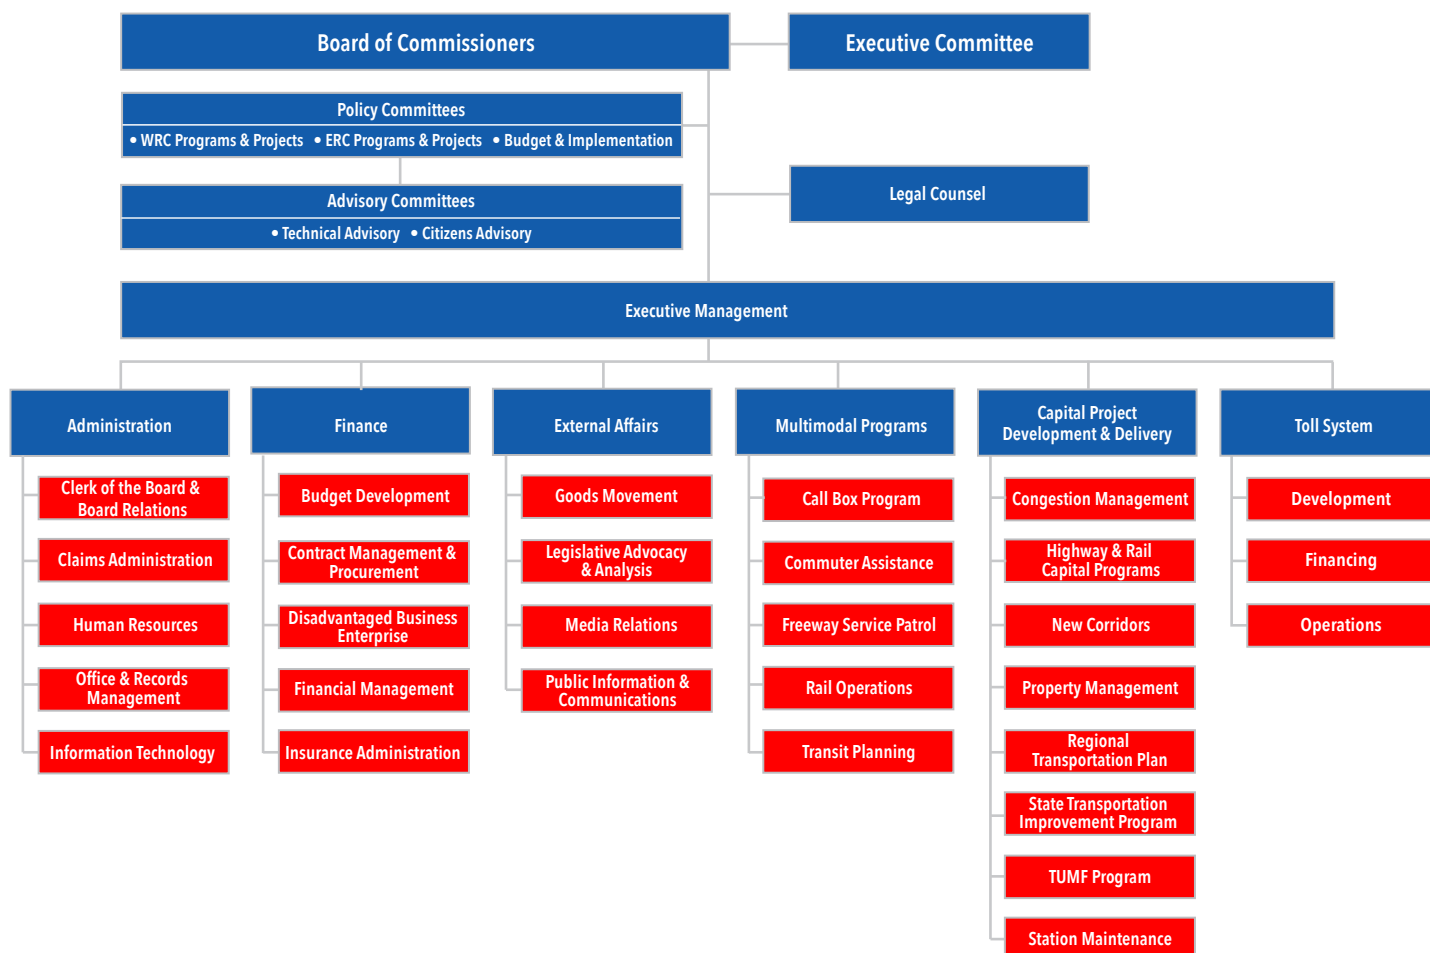 Board of Commissioners
Executive Committee
Policy Committees
• WRC Programs & Projects • ERC Programs & Projects • Budget & Implementation
Advisory Committees
• Technical Advisory • Citizens Advisory
Legal Counsel
Executive Management
Administration
Clerk of the Board &
Board Relations
Claims Administration
Human Resources
Office & Records
Management
Information Technology
Finance
Budget Development
Contract Management &
Procurement
Disadvantaged Business
Enterprise
Financial Management
Insurance Administration
External Affairs
Goods Movement
Legislative Advocacy
& Analysis
Media Relations
Public Information &
Communications
Multimodal Programs
Call Box Program
Commuter Assistance
Freeway Service Patrol
Rail Operations
Transit Planning
Capital Project
Development & Delivery
Congestion Management
Highway & Rail
Capital Programs
New Corridors
Property Management
Regional
Transportation Plan
State Transportation
Improvement Program
TUMF Program
Station Maintenance
Toll System
Development
Financing
Operations